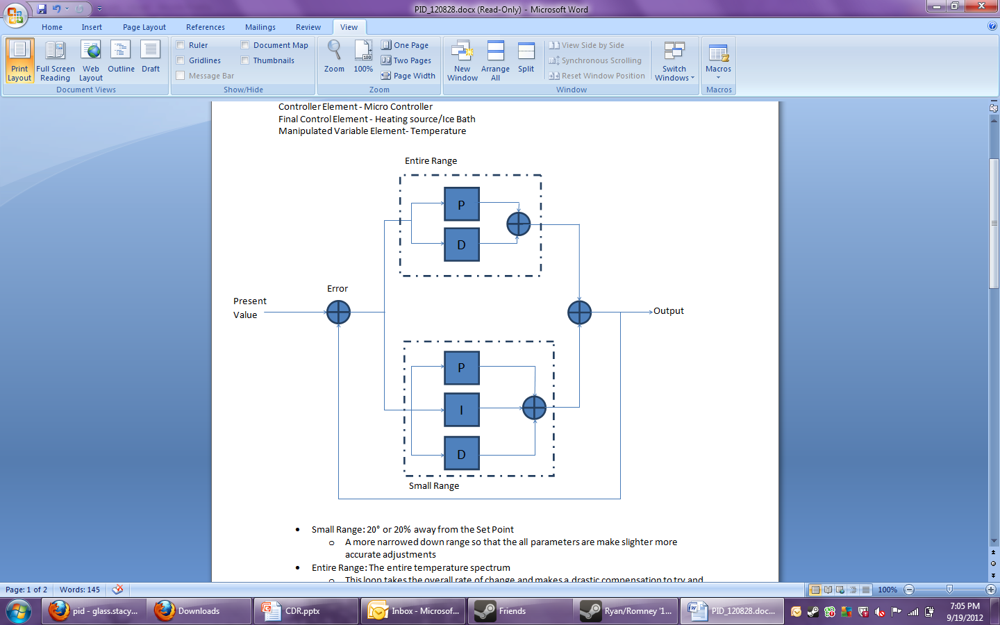 PID_120828.docx (Read-Only) - Microsoft Word
Home Insert Page Layout References Mailings Review View
Print Layout
Full Screen Reading
Web Layout
Outline
Draft
Document Views
Ruler
Gridlines
Message Bar
Document Map
Thumbnails
Show/Hide
Zoom
100
100%
One Page
Two Pages
Page Width
Zoom
New Window
Arrange All
Split
View Side by Side
Synchronous Scrolling
Reset Window Position
Switch Windows
Window
Macros
Macros
Controller Element - Micro Controller
Final Control Element - Heating source/Ice Bath
Manipulated Variable Element- Temperature
Entire Range
P
D
Error
Present
Value
Output
P
I
D
Small Range
• Small Range: 20° or 20% away from the Set Point
o A more narrowed down range so that the all parameters are make slighter more
accurate adjustments
• Entire Range: The entire temperature spectrum
o This loop takes the overall rate of change and makes a drastic compensation to try and
Page: 1 of 2 Words: 145 100%
pid - glass.stacy... Downloads CDR.pptx Inbox - Microsof... Friends Ryan/Romney '1... PID_120828.doc...
7:05 PM
9/19/2012